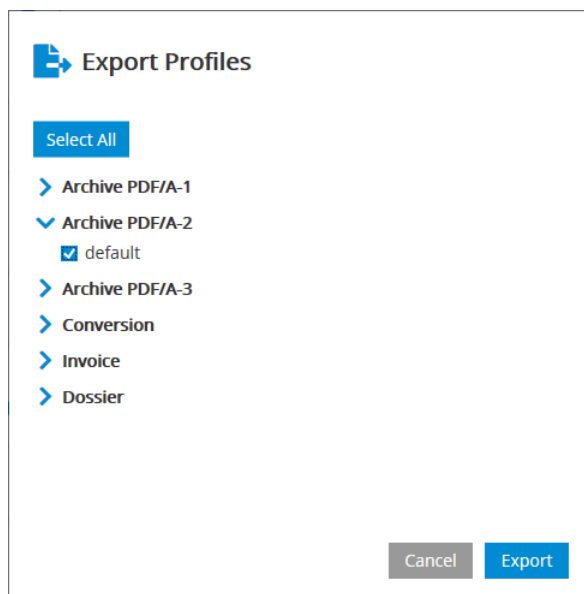 Export Profiles
Select All
Archive PDF/A-1
Archive PDF/A-2
default
Archive PDF/A-3
Conversion
Invoice
Dossier
Cancel Export